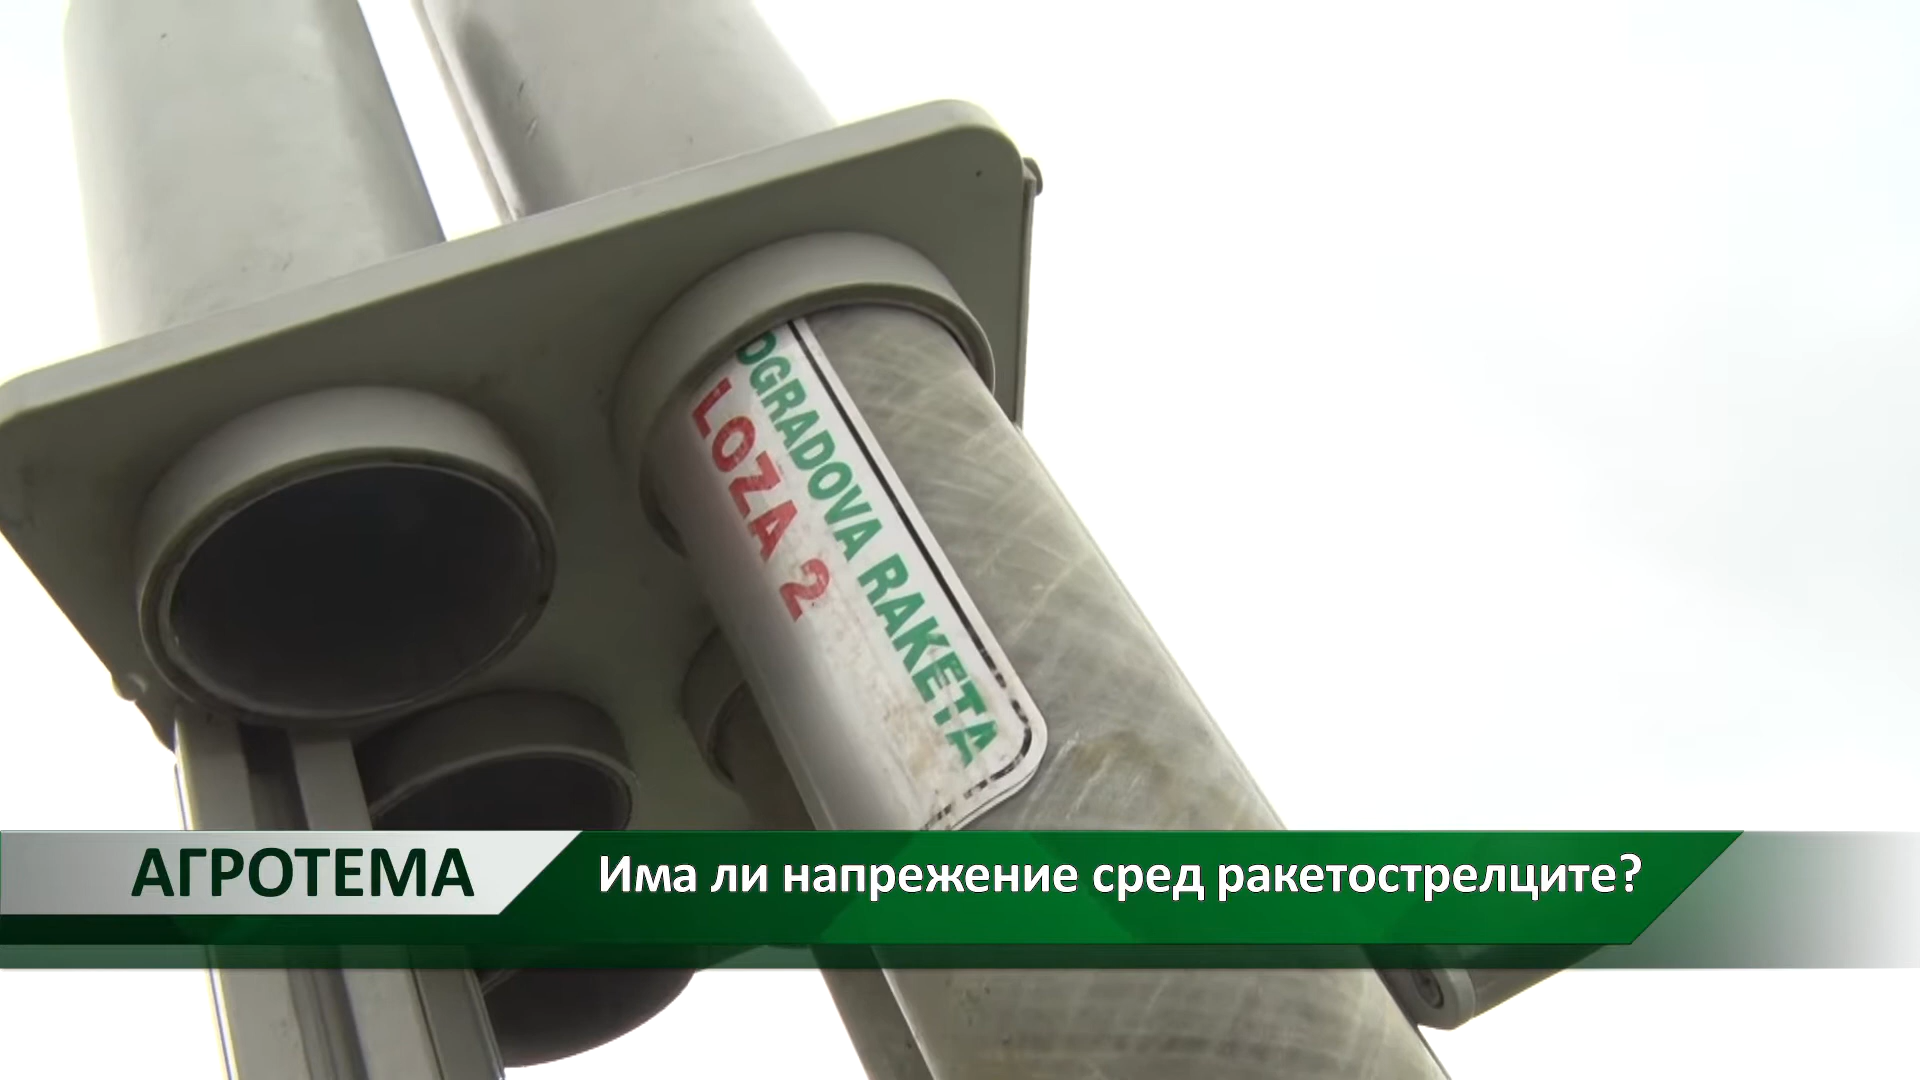 OGRADOVA RAKETA
LOZA 2
АГРОТЕМА
Има ли напрежение сред ракетострелците?